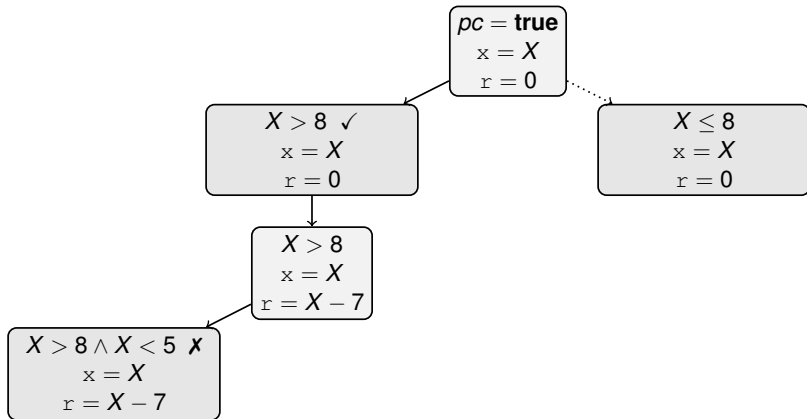 pc = true
x = X
r = 0
X > 8 ✓
x = X
r = 0
X ≤ 8
x = X
r = 0
X > 8
x = X
r = X − 7
X > 8 ∧ X < 5 ✗
x = X
r = X − 7